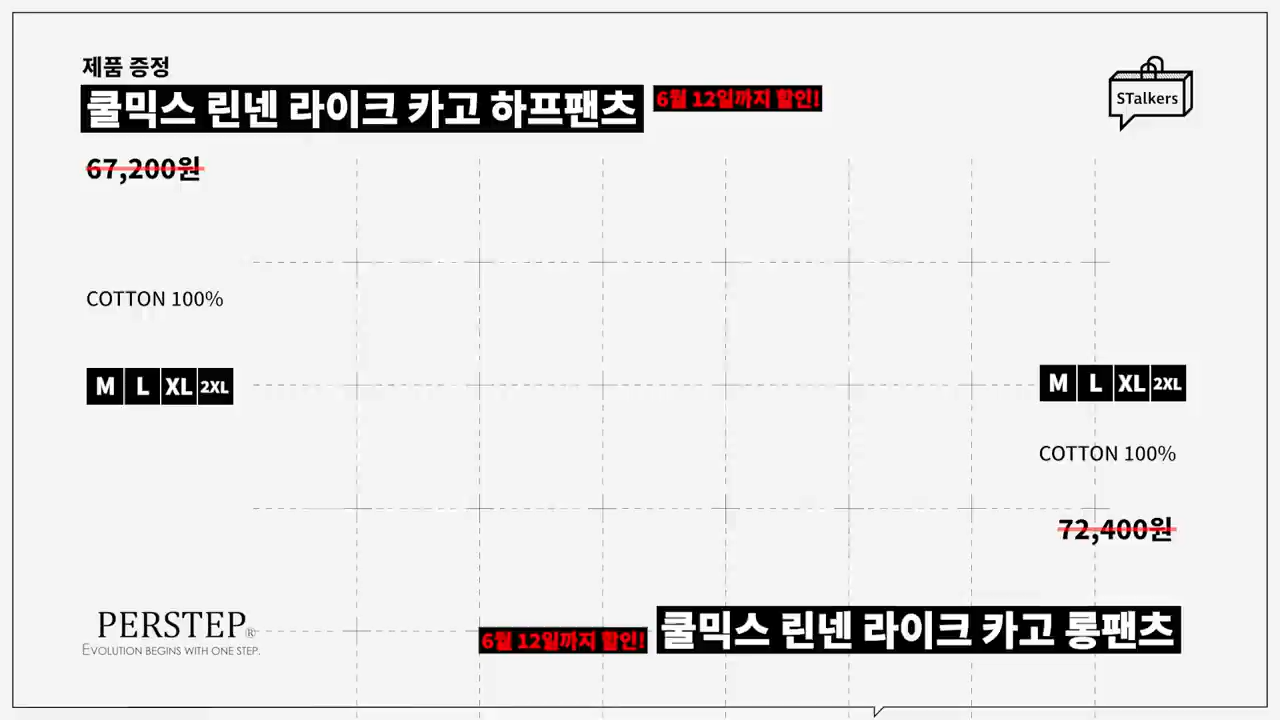 제품 증정
쿨믹스 린넨 라이크 카고 하프팬츠
6월 12일까지 할인!
STalkers
67,200원
COTTON 100%
M L XL 2XL
M L XL 2XL
COTTON 100%
72,400원
6월 12일까지 할인!
쿨믹스 린넨 라이크 카고 롱팬츠
PERSTEP®
EVOLUTION BEGINS WITH ONE STEP.